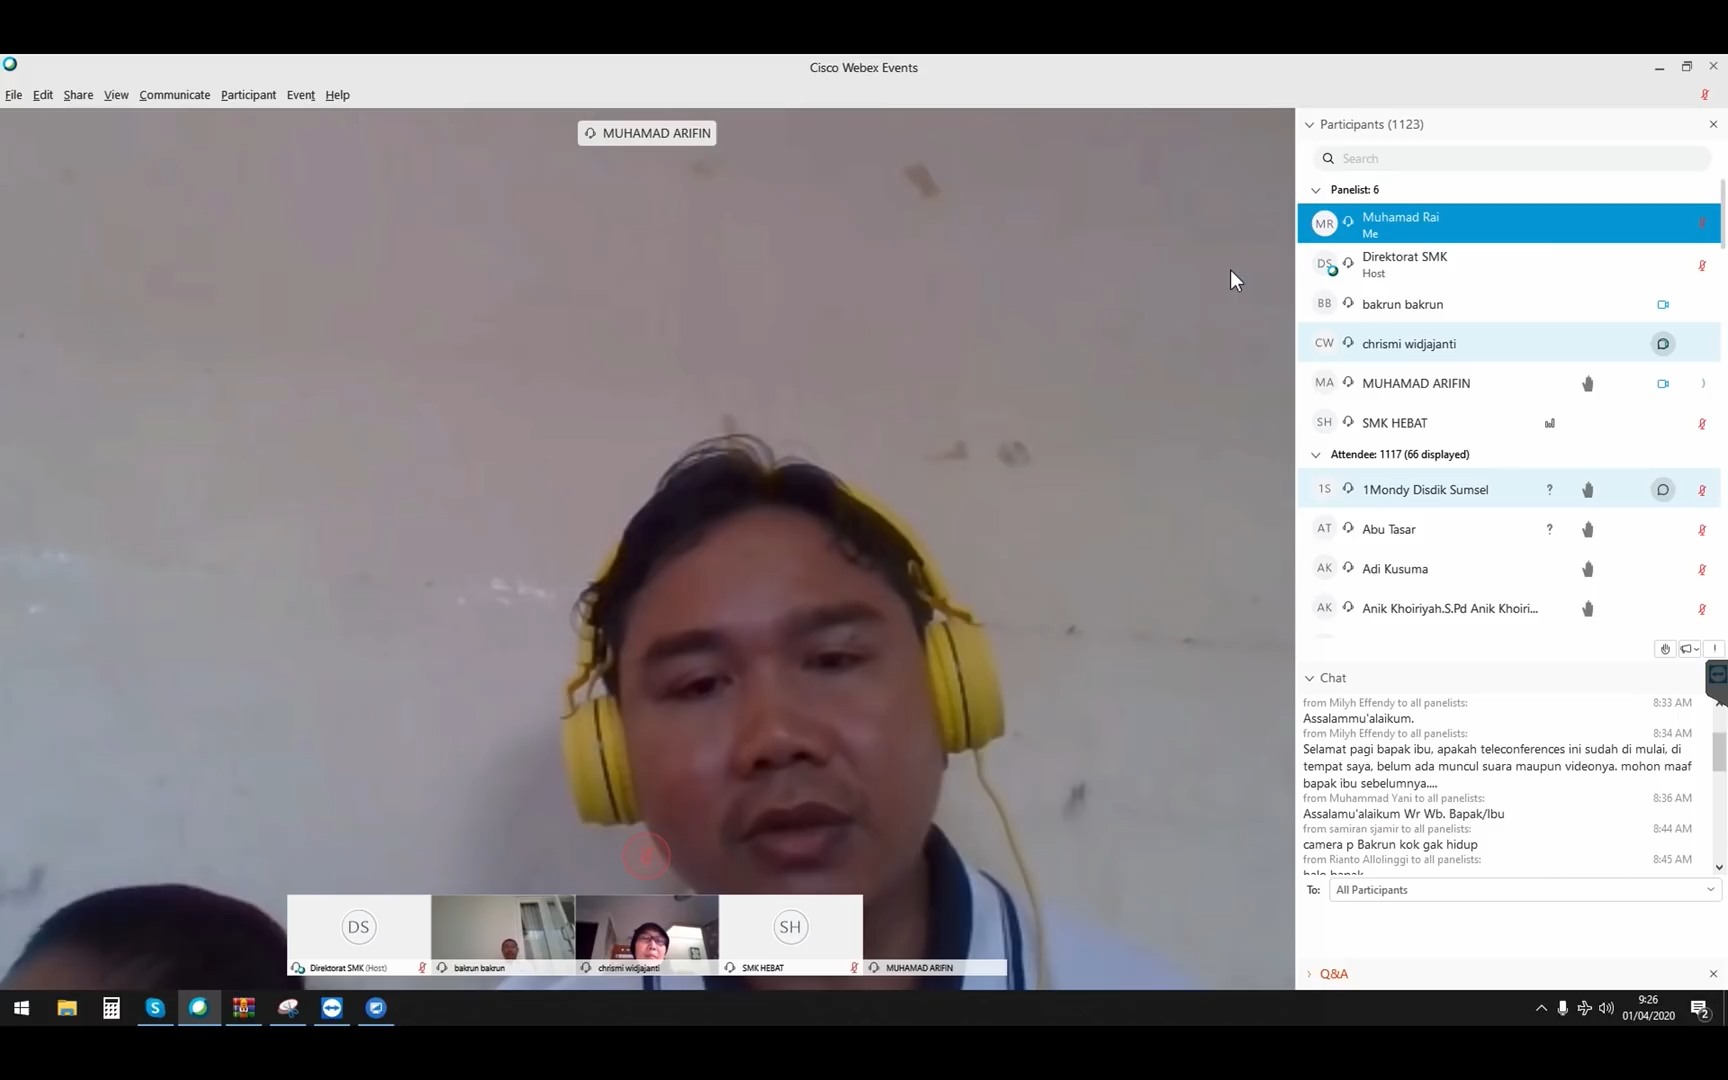 Cisco Webex Events
File Edit Share View Communicate Participant Event Help
MUHAMAD ARIFIN
Participants (1123)
Search
Panelist: 6
MR Muhamad Rai
Me
DS Direktorat SMK
Host
BB bakrun bakrun
CW chrismi widjajanti
MA MUHAMAD ARIFIN
SH SMK HEBAT
Attendee: 1117 (66 displayed)
1S 1Mondy Disdik Sumsel ?
AT Abu Tasar ?
AK Adi Kusuma
AK Anik Khoiriyah.S.Pd Anik Khoiri...
Chat
from Milyh Effendy to all panelists: 8:33 AM
Assalammu'alaikum.
from Milyh Effendy to all panelists: 8:34 AM
Selamat pagi bapak ibu, apakah teleconferences ini sudah di mulai, di
tempat saya, belum ada muncul suara maupun videonya. mohon maaf
bapak ibu sebelumnya....
from Muhammad Yani to all panelists: 8:36 AM
Assalamu'alaikum Wr Wb. Bapak/Ibu
from samiran sjamir to all panelists: 8:44 AM
camera p Bakrun kok gak hidup
from Rianto Allolinggi to all panelists: 8:45 AM
To: All Participants
Q&A
DS
SH
Direktorat SMK (Host)
bakrun bakrun
chrismi widjajanti
SMK HEBAT
MUHAMAD ARIFIN
9:26
01/04/2020
2